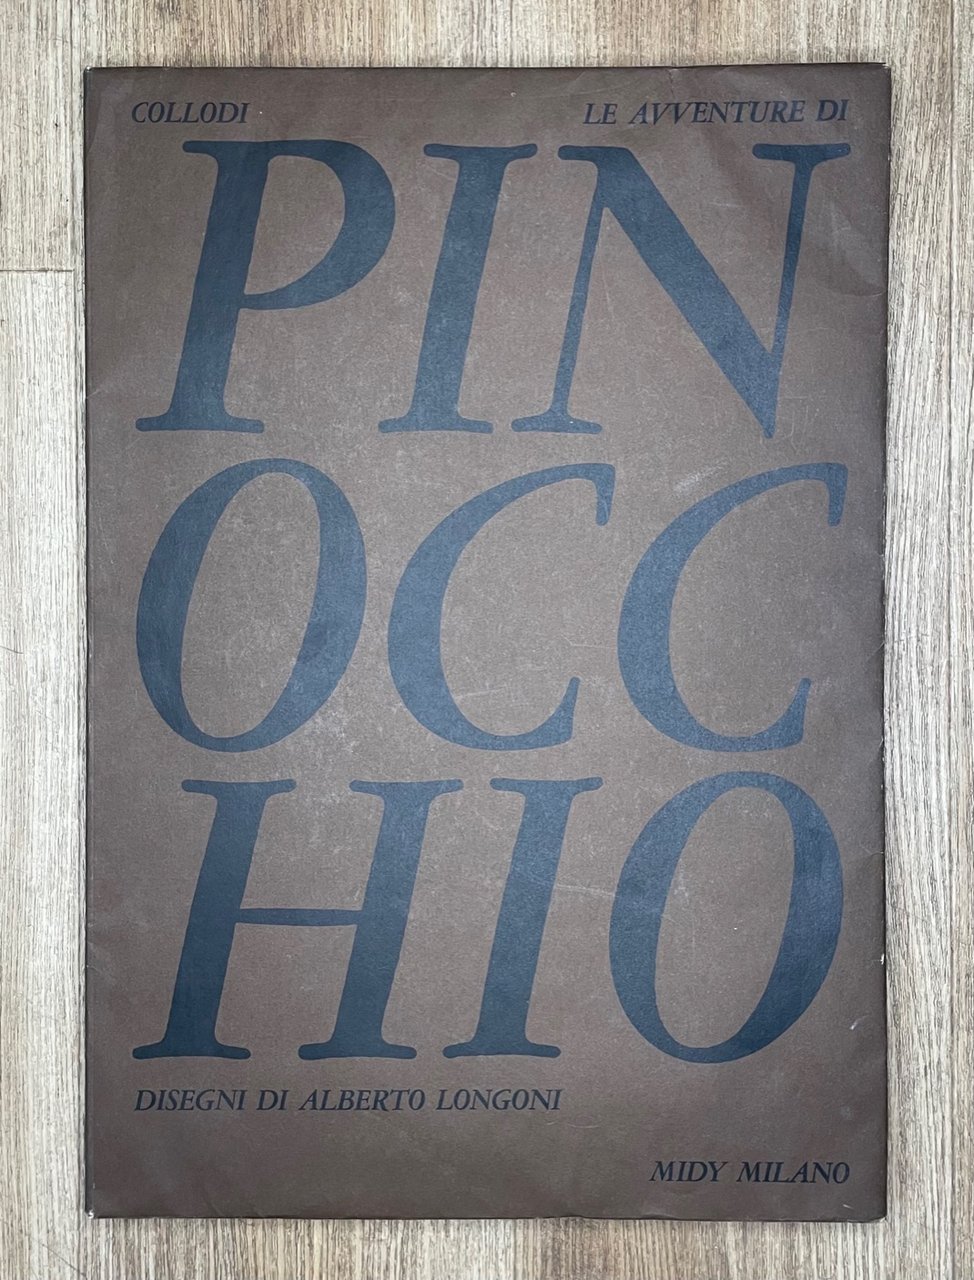 COLLODI LE AVVENTURE DI
PIN
OCC
HIO
DISEGNI DI ALBERTO LONGONI
MIDY MILANO